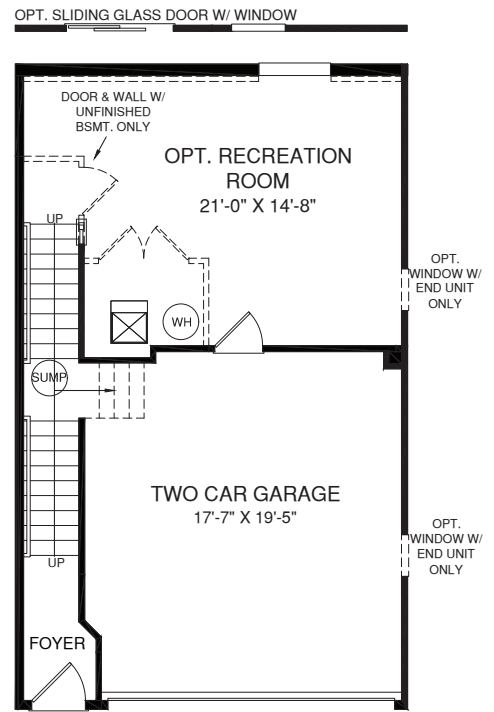 OPT. SLIDING GLASS DOOR W/ WINDOW
DOOR & WALL W/
UNFINISHED
BSMT. ONLY
OPT. RECREATION
ROOM
21'-0" X 14'-8"
UP
OPT.
WINDOW W/
END UNIT
ONLY
WH
SUMP
TWO CAR GARAGE
17'-7" X 19'-5"
OPT.
WINDOW W/
END UNIT
ONLY
UP
FOYER